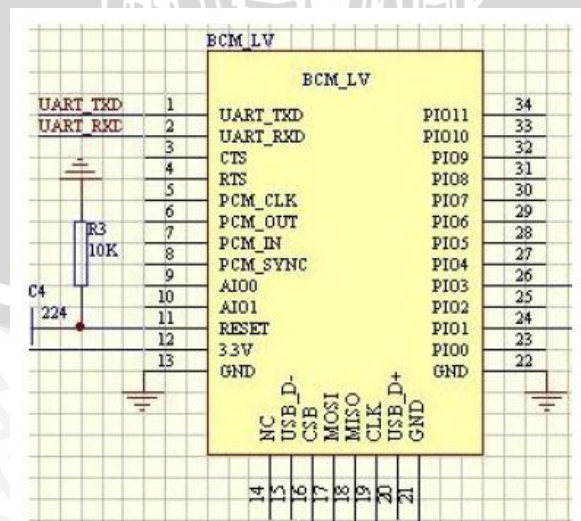 BCM_LV
BCM_LV
UART_TXD 1 UART_TXD PIO11 34
UART_RXD 2 UART_RXD PIO10 33
3 CTS PIO9 32
4 RTS PIO8 31
5 PCM_CLK PIO7 30
6 PCM_OUT PIO6 29
R3 7 PCM_IN PIO5 28
10K 8 PCM_SYNC PIO4 27
9 AIO0 PIO3 26
C4 10 AIO1 PIO2 25
224 11 RESET PIO1 24
12 3.3V PIO0 23
13 GND GND 22
NC USB_D- CSB MOSI MISO CLK USB_D+ GND
14 15 16 17 18 19 20 21